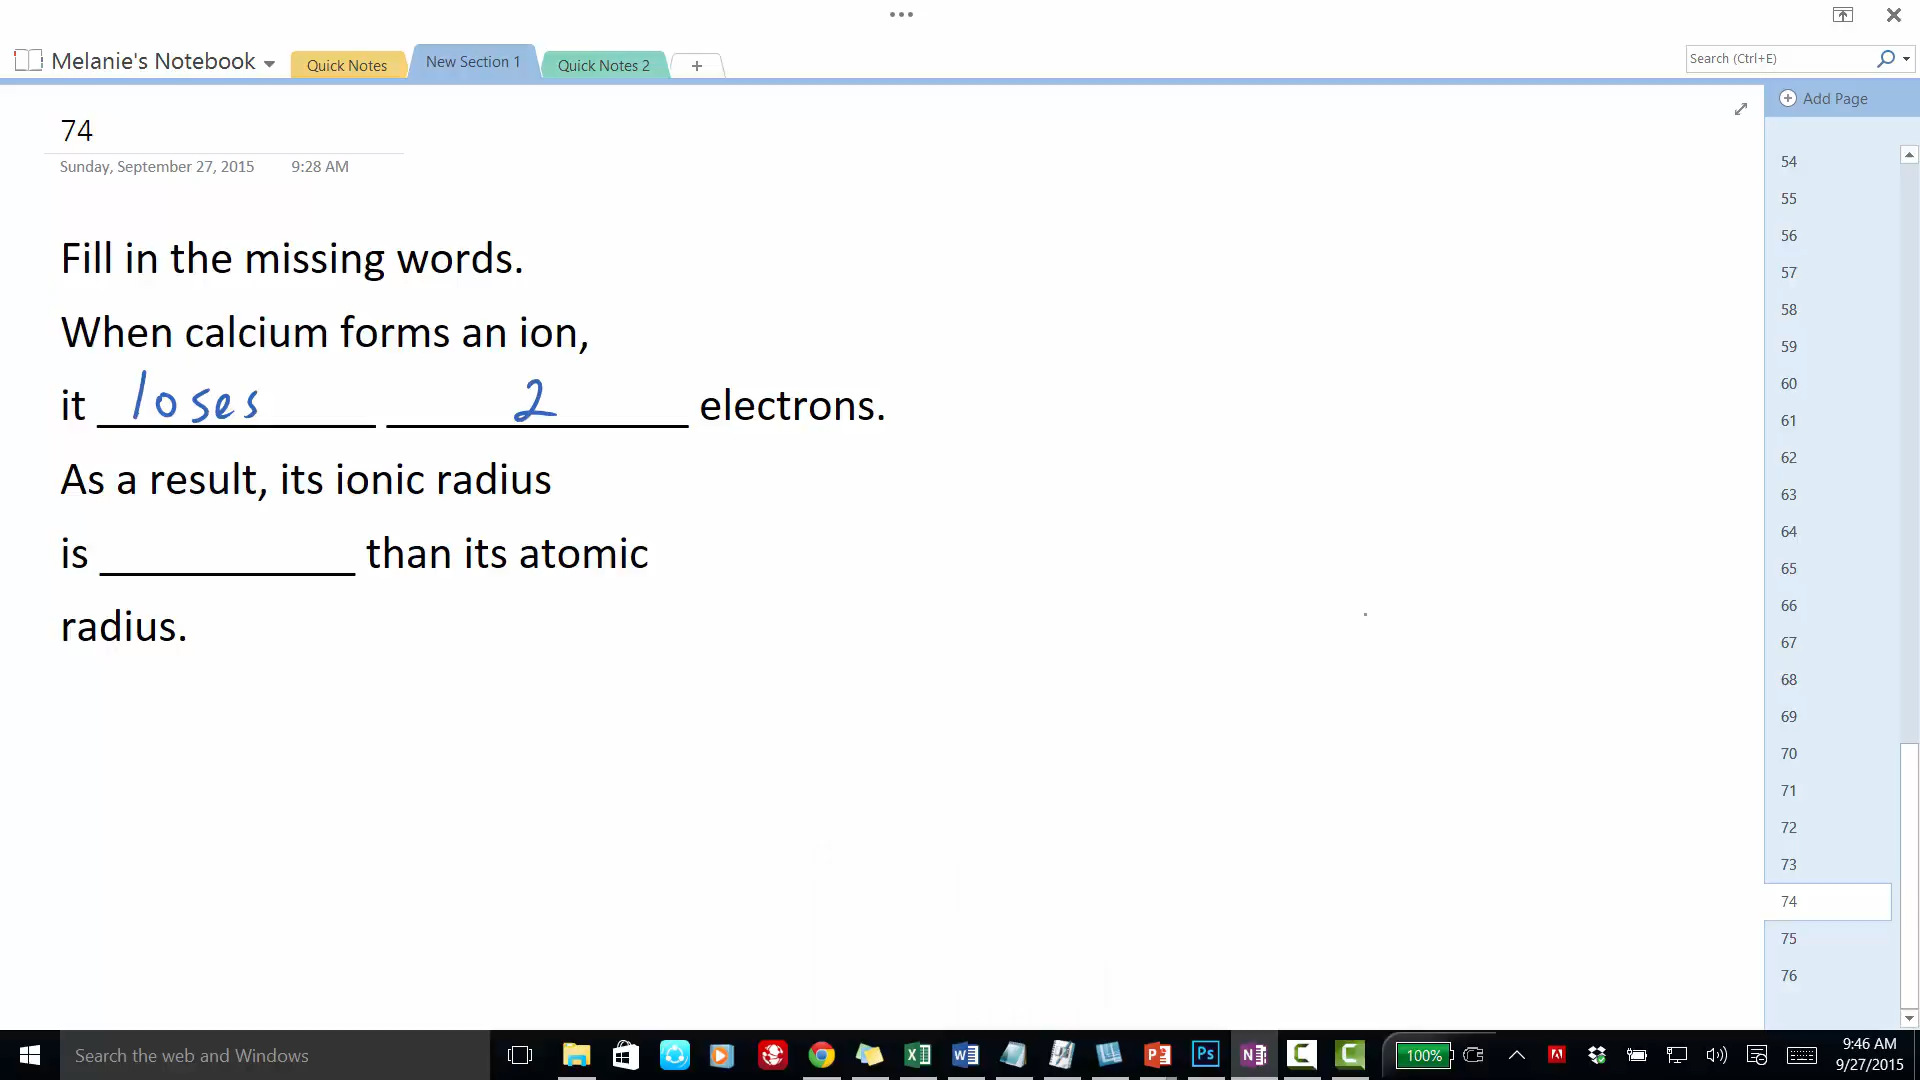 •••
Melanie's Notebook Quick Notes New Section 1 Quick Notes 2 + Search (Ctrl+E)
Add Page
74
Sunday, September 27, 2015 9:28 AM
Fill in the missing words.
When calcium forms an ion,
it loses 2 electrons.
As a result, its ionic radius
is ___________ than its atomic
radius.
54
55
56
57
58
59
60
61
62
63
64
65
66
67
68
69
70
71
72
73
74
75
76
Search the web and Windows
Ps
100%
9:46 AM
9/27/2015